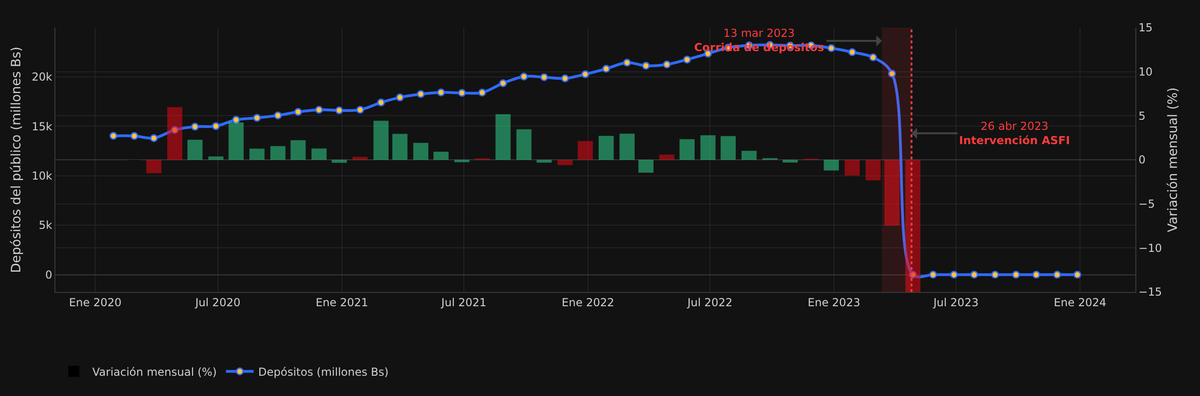 13 mar 2023
Corrida de depósitos
26 abr 2023
Intervención ASFI
Depósitos del público (millones Bs)
20k
15k
10k
5k
0
15
10
5
0
−5
−10
−15
Variación mensual (%)
Ene 2020
Jul 2020
Ene 2021
Jul 2021
Ene 2022
Jul 2022
Ene 2023
Jul 2023
Ene 2024
Variación mensual (%)
Depósitos (millones Bs)